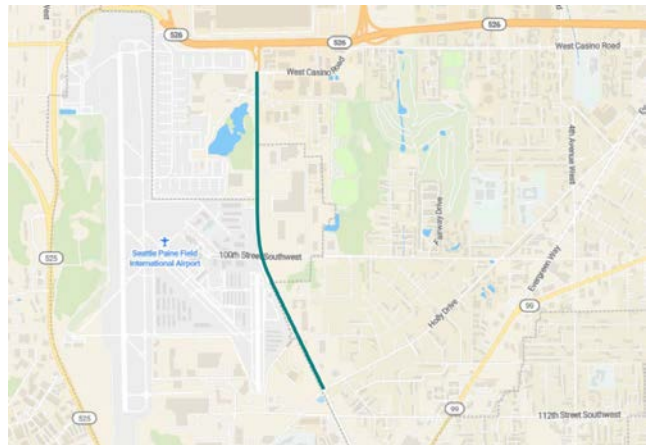 526
526
526
526
West Casino Road
West Casino Road
4th Avenue West
Fairway Drive
Seattle Paine Field
International Airport
100th Street Southwest
525
Evergreen Way
Holly Drive
99
99
525
112th Street Southwest